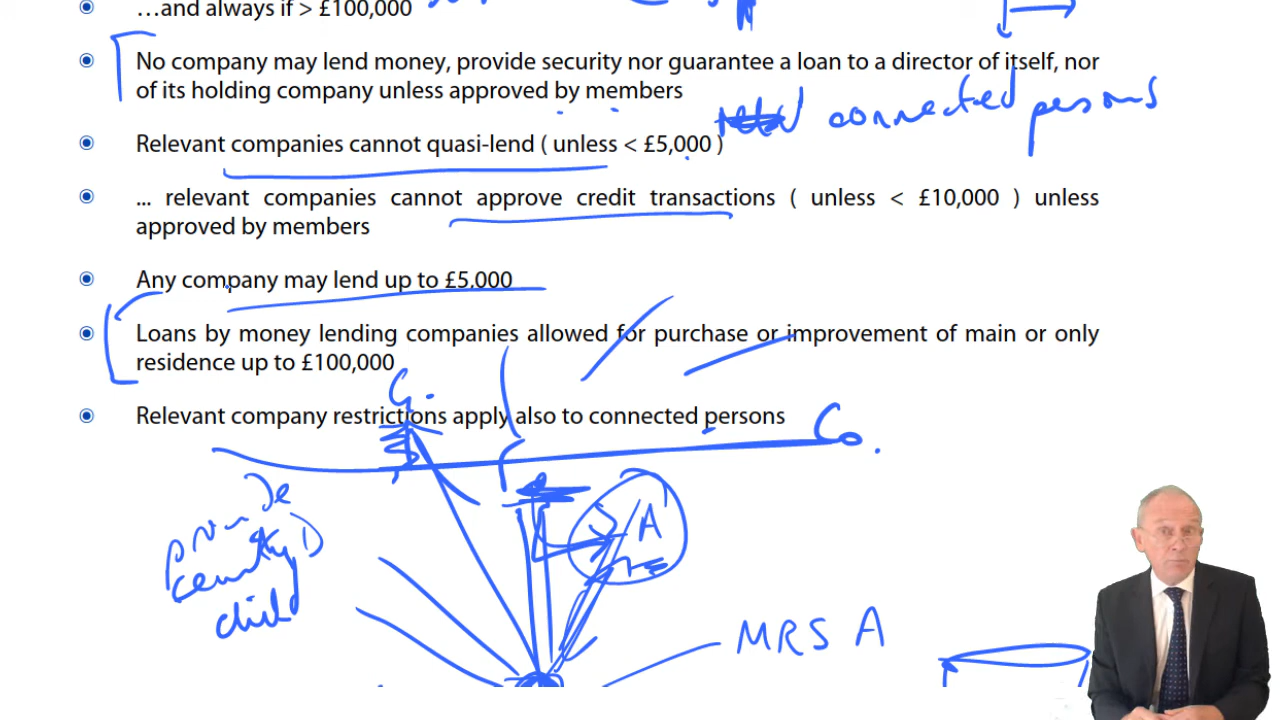 ...and always if > £100,000
No company may lend money, provide security nor guarantee a loan to a director of itself, nor
of its holding company unless approved by members
connected persons
Relevant companies cannot quasi-lend ( unless < £5,000 )
... relevant companies cannot approve credit transactions ( unless < £10,000 ) unless
approved by members
Any company may lend up to £5,000
Loans by money lending companies allowed for purchase or improvement of main or only
residence up to £100,000
G.
Relevant company restrictions apply also to connected persons
Co.
A
child
MRS A